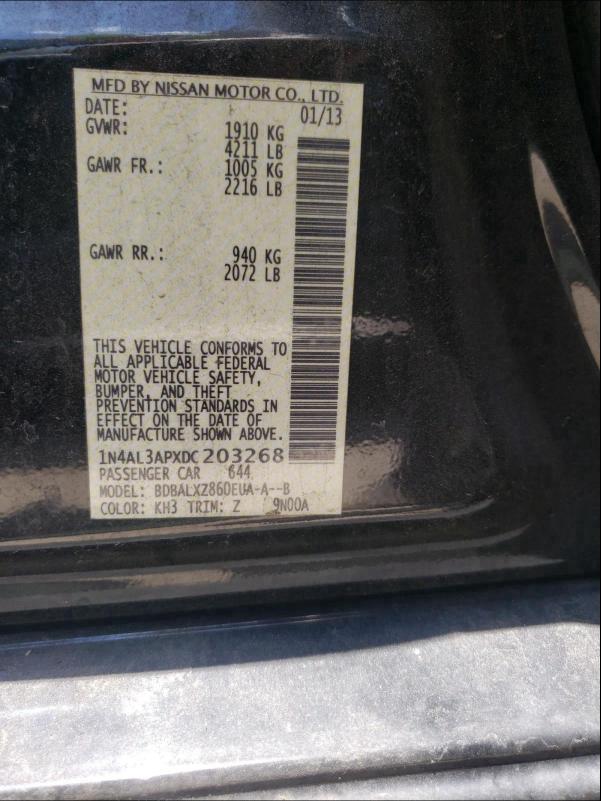 MFD BY NISSAN MOTOR CO., LTD.
DATE: 01/13
GVWR: 1910 KG
4211 LB
GAWR FR.: 1005 KG
2216 LB
GAWR RR.: 940 KG
2072 LB
THIS VEHICLE CONFORMS TO
ALL APPLICABLE FEDERAL
MOTOR VEHICLE SAFETY,
BUMPER, AND THEFT
PREVENTION STANDARDS IN
EFFECT ON THE DATE OF
MANUFACTURE SHOWN ABOVE.
1N4AL3APXDC203268
PASSENGER CAR 644
MODEL: BDBALXZ860EUA-A--B
COLOR: KH3 TRIM: Z 9N00A